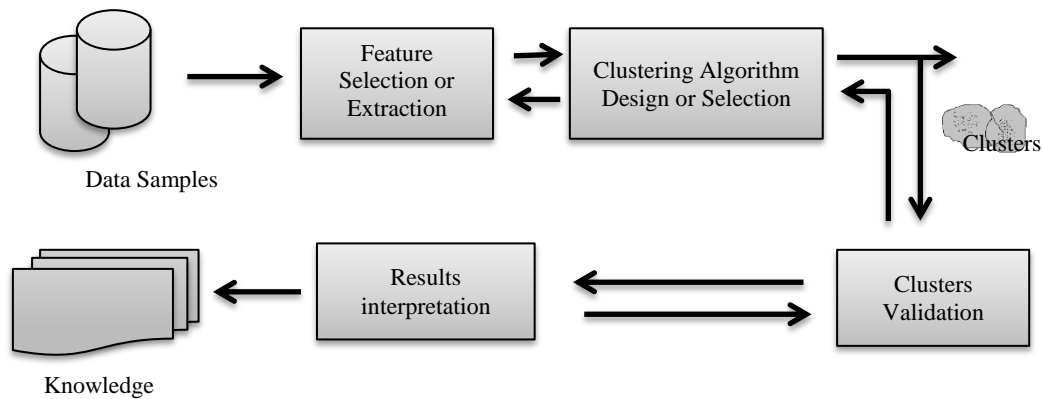 Feature
Selection or
Extraction
Clustering Algorithm
Design or Selection
Clusters
Data Samples
Results
interpretation
Clusters
Validation
Knowledge